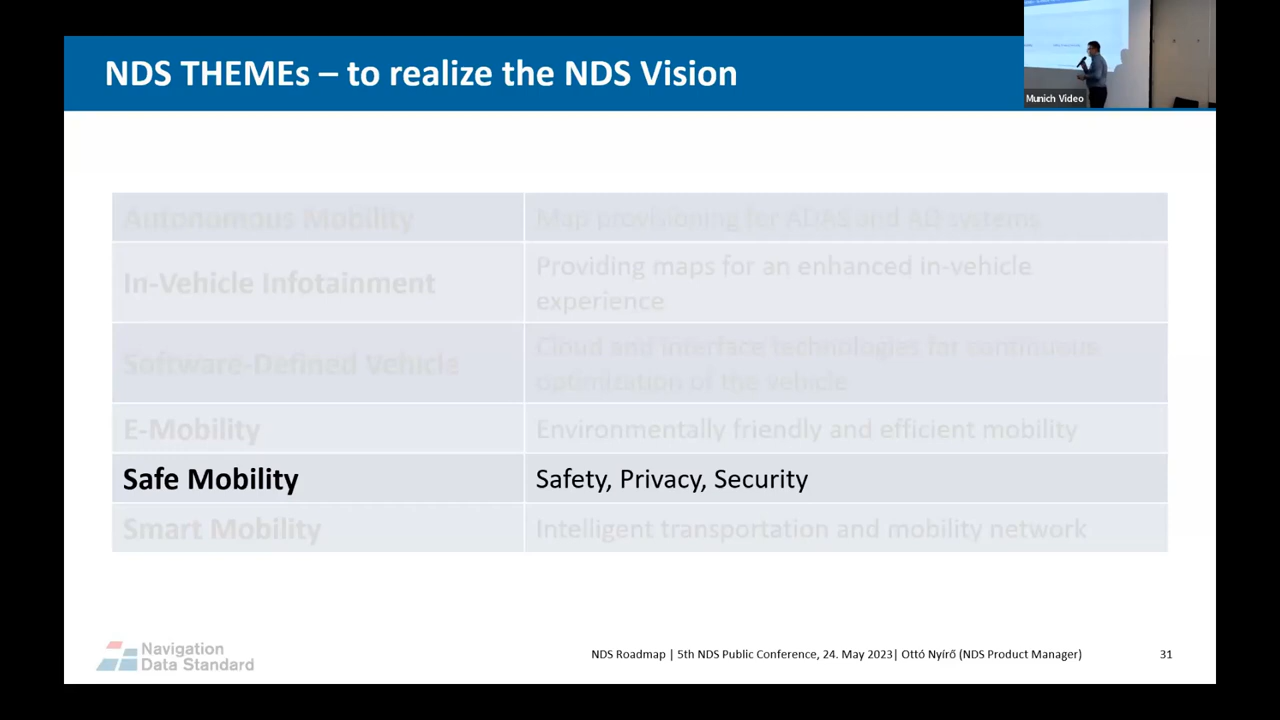 NDS THEMEs – to realize the NDS Vision
Munich Video
Autonomous Mobility
Map provisioning for ADAS and AD systems
In-Vehicle Infotainment
Providing maps for an enhanced in-vehicle
experience
Software-Defined Vehicle
Cloud and interface technologies for continuous
optimization of the vehicle
E-Mobility
Environmentally friendly and efficient mobility
Safe Mobility
Safety, Privacy, Security
Smart Mobility
Intelligent transportation and mobility network
Navigation
Data Standard
NDS Roadmap | 5th NDS Public Conference, 24. May 2023| Ottó Nyírő (NDS Product Manager)
31